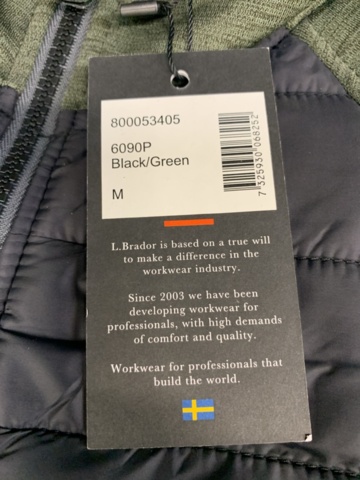 800053405
6090P
Black/Green
M
7325930068252
L.Brador is based on a true will
to make a difference in the
workwear industry.
Since 2003 we have been
developing workwear for
professionals, with high demands
of comfort and quality.
Workwear for professionals that
build the world.